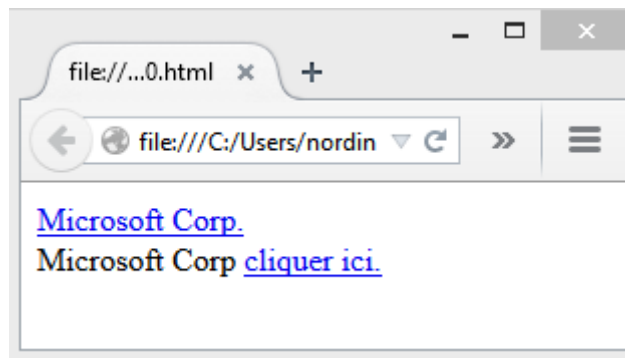 file://...0.html
file:///C:/Users/nordin
Microsoft Corp.
Microsoft Corp cliquer ici.